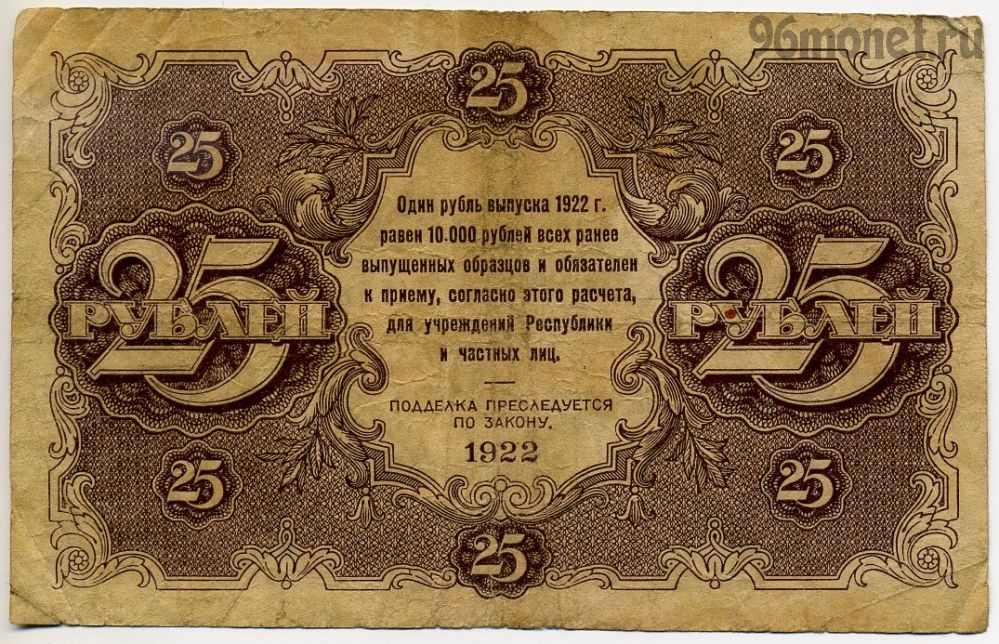 96monet.ru
25
25
25
Один рубль выпуска 1922 г.
равен 10.000 рублей всех ранее
выпущенных образцов и обязателен
к приему, согласно этого расчета,
для учреждений Республики
и частных лиц.
25 РУБЛЕЙ
25 РУБЛЕЙ
ПОДДЕЛКА ПРЕСЛЕДУЕТСЯ
ПО ЗАКОНУ.
1922
25
25
25